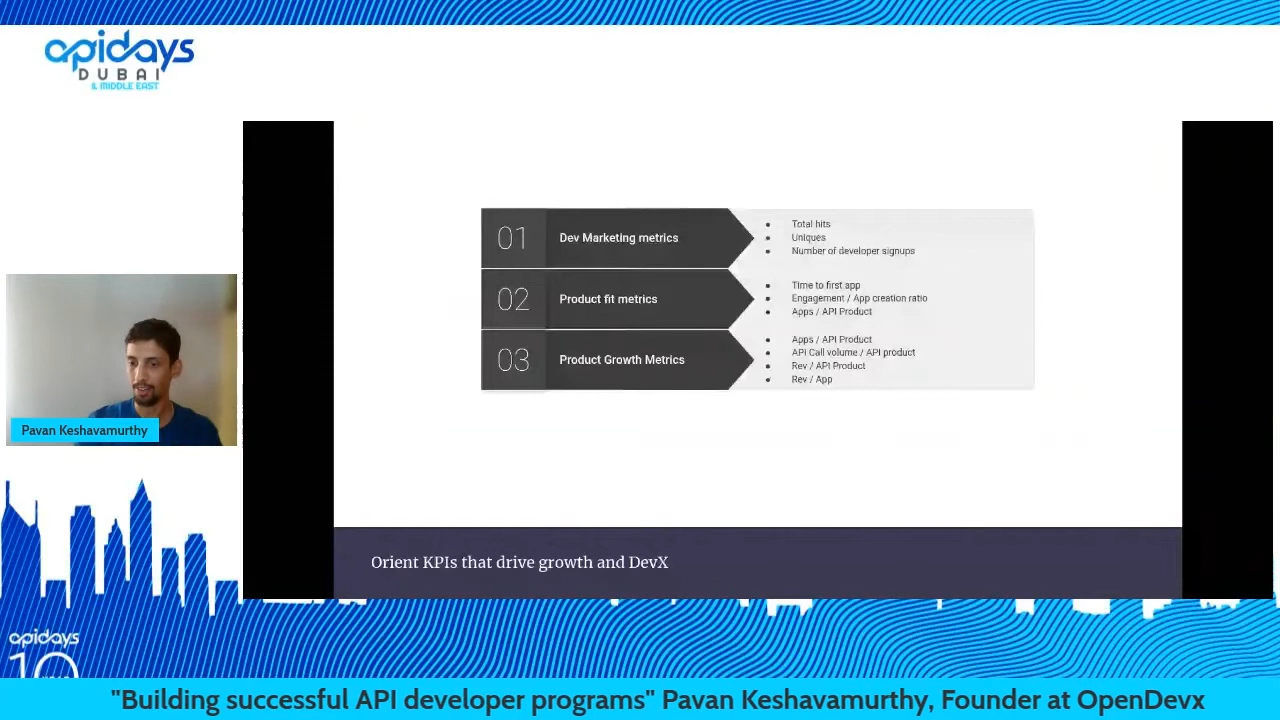 apidays
DUBAI
& MIDDLE EAST
01
Dev Marketing metrics
Total hits
Uniques
Number of developer signups
02
Product fit metrics
Time to first app
Engagement / App creation ratio
Apps / API Product
03
Product Growth Metrics
Apps / API Product
API Call volume / API product
Rev / API Product
Rev / App
Pavan Keshavamurthy
Orient KPIs that drive growth and DevX
apidays
10
"Building successful API developer programs" Pavan Keshavamurthy, Founder at OpenDevx